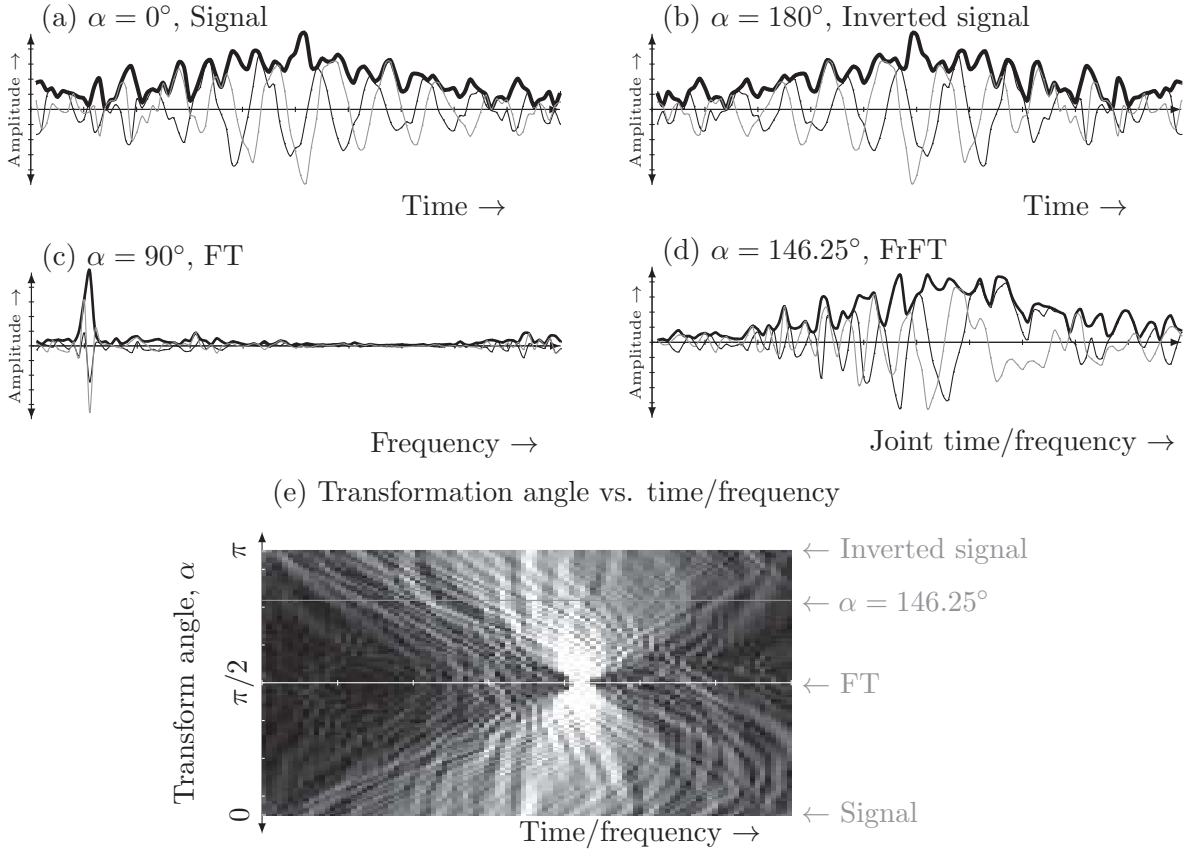 (a) α = 0°, Signal
Amplitude →
Time →
(b) α = 180°, Inverted signal
Amplitude →
Time →
(c) α = 90°, FT
Amplitude →
Frequency →
(d) α = 146.25°, FrFT
Amplitude →
Joint time/frequency →
(e) Transformation angle vs. time/frequency
Transform angle, α
π
π/2
0
← Inverted signal
← α = 146.25°
← FT
← Signal
Time/frequency →